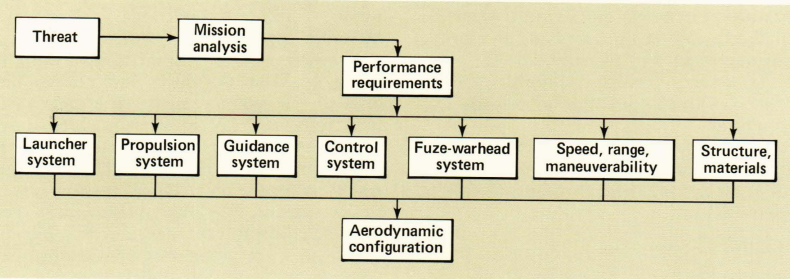 Threat
Mission
analysis
Performance
requirements
Launcher
system
Propulsion
system
Guidance
system
Control
system
Fuze-warhead
system
Speed, range,
maneuverability
Structure,
materials
Aerodynamic
configuration